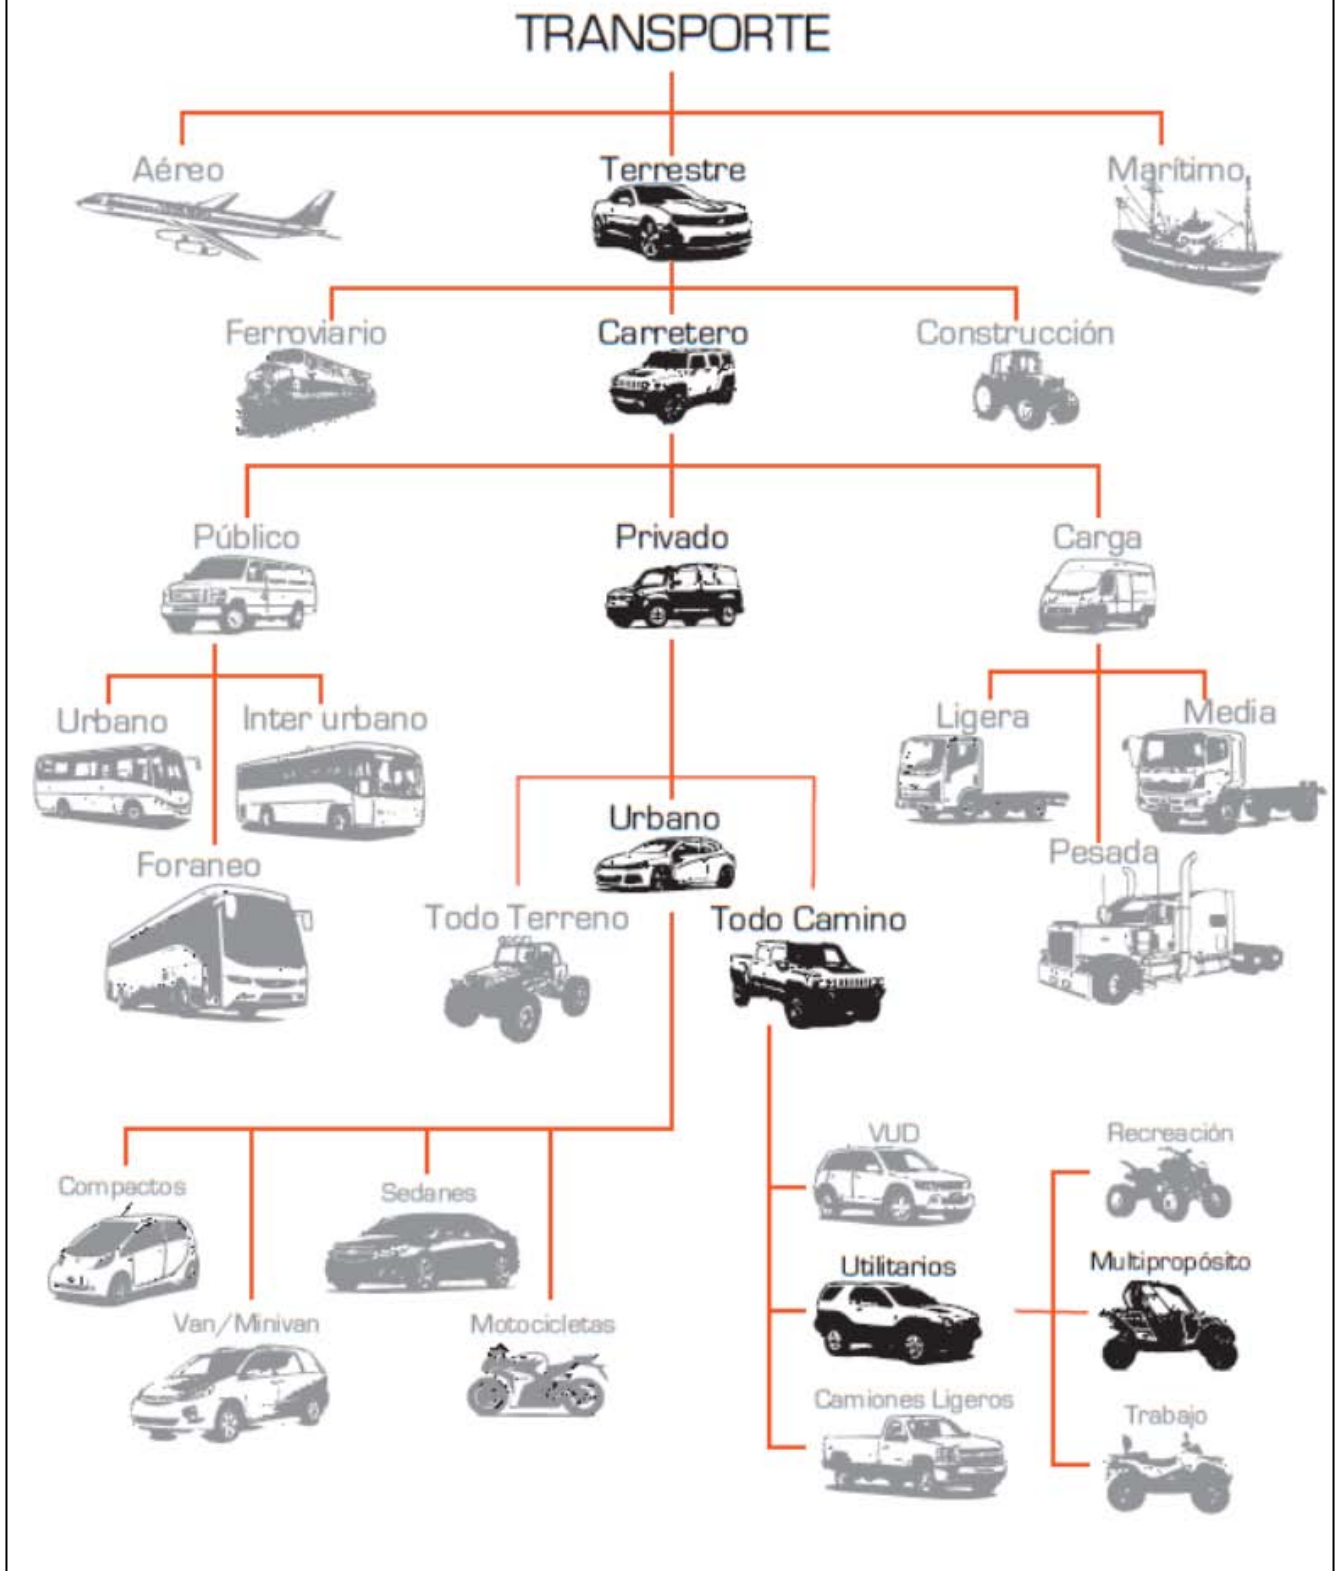 TRANSPORTE
Aéreo
Terrestre
Marítimo
Ferroviario
Carretero
Construcción
Público
Privado
Carga
Urbano
Inter urbano
Ligera
Media
Foraneo
Urbano
Pesada
Todo Terreno
Todo Camino
VUD
Recreación
Compactos
Sedanes
Utilitarios
Multipropósito
Van/Minivan
Motocicletas
Camiones Ligeros
Trabajo